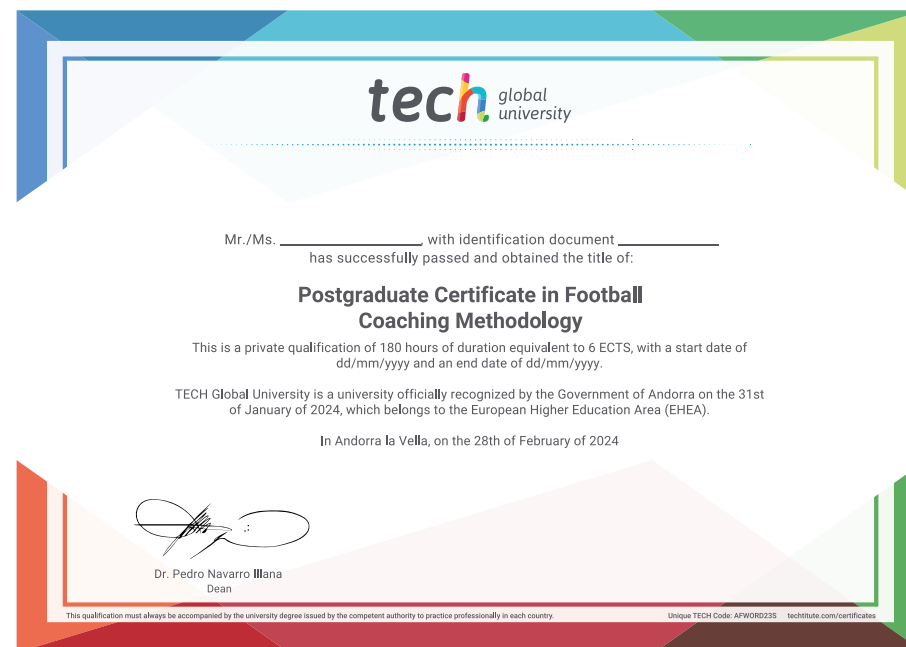 tech global
university
Mr./Ms. ____________, with identification document ____________
has successfully passed and obtained the title of:
Postgraduate Certificate in Football
Coaching Methodology
This is a private qualification of 180 hours of duration equivalent to 6 ECTS, with a start date of
dd/mm/yyyy and an end date of dd/mm/yyyy.
TECH Global University is a university officially recognized by the Government of Andorra on the 31st
of January of 2024, which belongs to the European Higher Education Area (EHEA).
In Andorra la Vella, on the 28th of February of 2024
Dr. Pedro Navarro Illana
Dean
This qualification must always be accompanied by the university degree issued by the competent authority to practice professionally in each country.
Unique TECH Code: AFWORD23S techtitute.com/certificates